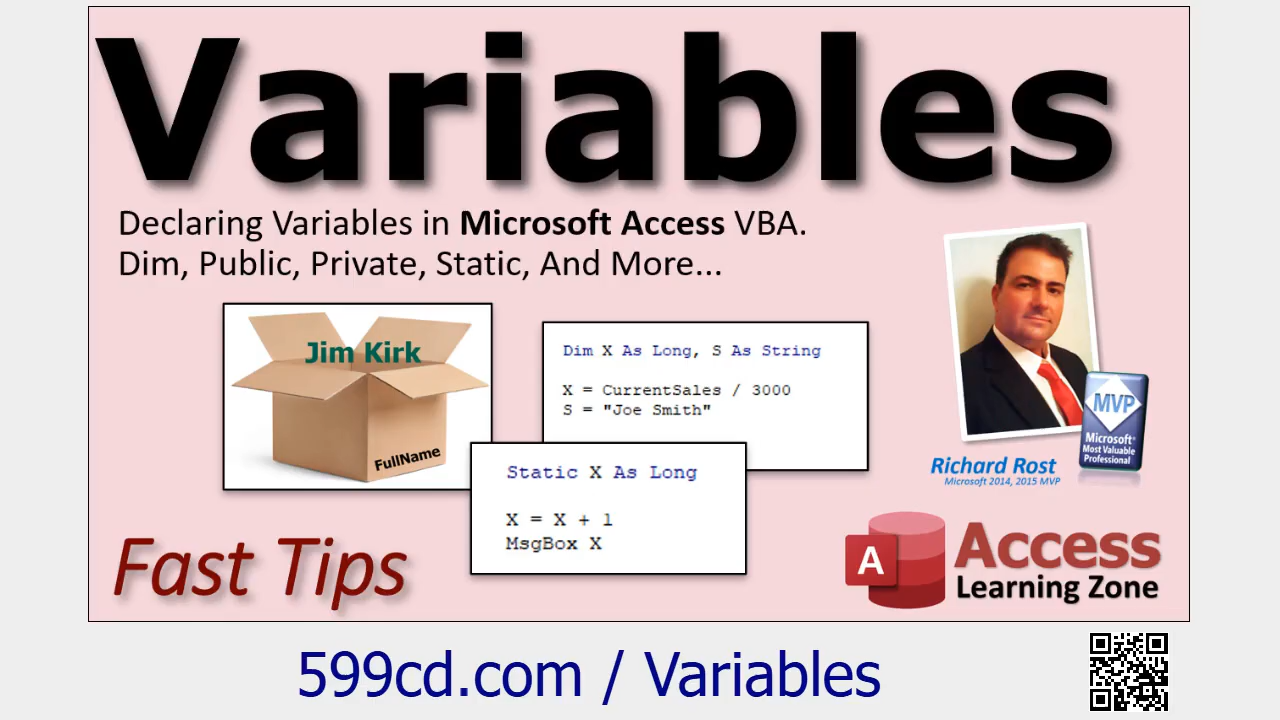 Variables
Declaring Variables in Microsoft Access VBA.
Dim, Public, Private, Static, And More...
Jim Kirk
FullName
Dim X As Long, S As String
X = CurrentSales / 3000
S = "Joe Smith"
Static X As Long
X = X + 1
MsgBox X
MVP
Microsoft®
Most Valuable
Professional
Richard Rost
Microsoft 2014, 2015 MVP
Fast Tips
A
Access
Learning Zone
599cd.com / Variables